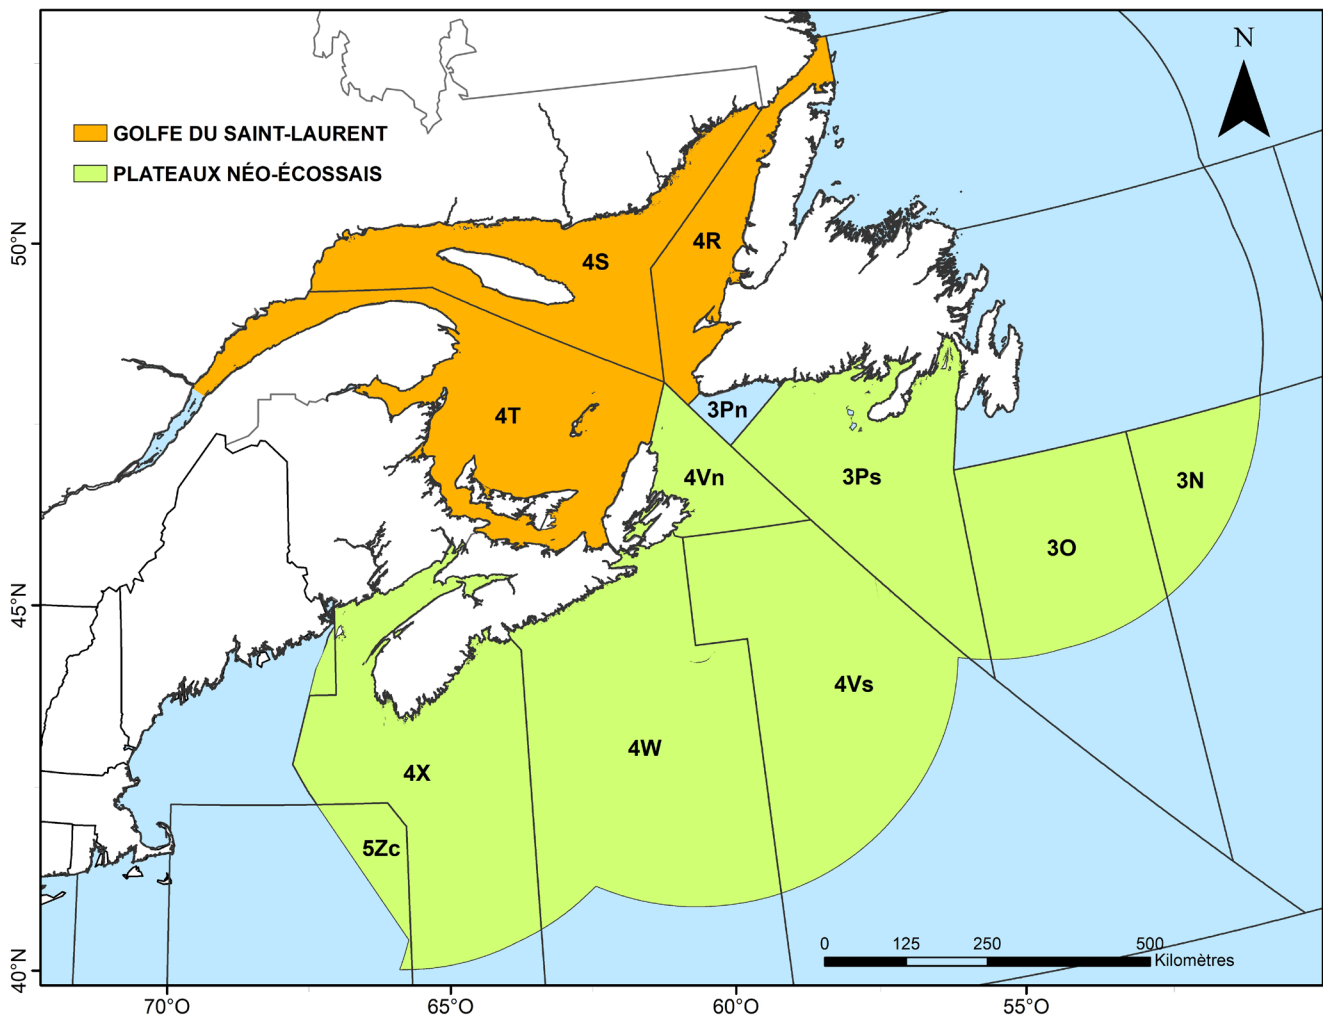 N
GOLFE DU SAINT-LAURENT
PLATEAUX NÉO-ÉCOSSAIS
50°N
4S
4R
4T
3Pn
4Vn
3Ps
3N
3O
45°N
4Vs
4W
4X
5Zc
0 125 250 500
Kilomètres
40°N
70°O 65°O 60°O 55°O